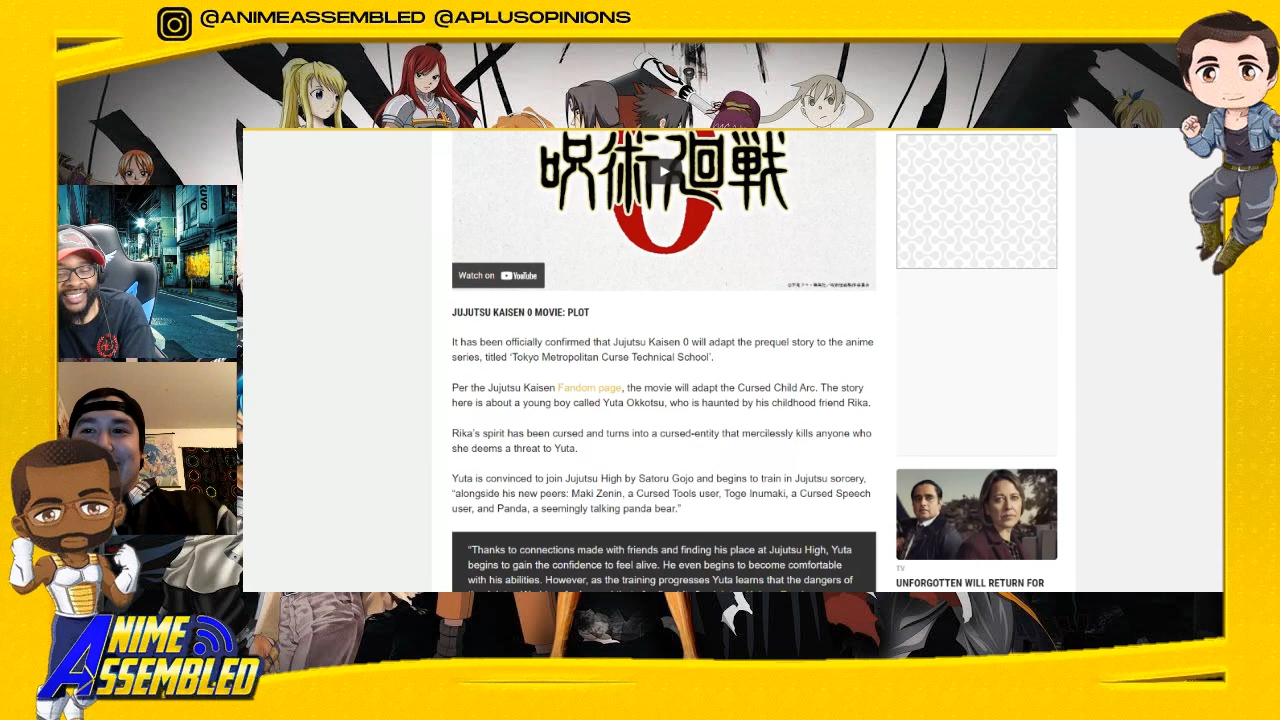 @ANIMEASSEMBLED @APLUSOPINIONS
呪術廻戦
0
Watch on YouTube
JUJUTSU KAISEN 0 MOVIE: PLOT
It has been officially confirmed that Jujutsu Kaisen 0 will adapt the prequel story to the anime
series, titled ‘Tokyo Metropolitan Curse Technical School’.
Per the Jujutsu Kaisen Fandom page, the movie will adapt the Cursed Child Arc. The story
here is about a young boy called Yuta Okkotsu, who is haunted by his childhood friend Rika.
Rika’s spirit has been cursed and turns into a cursed-entity that mercilessly kills anyone who
she deems a threat to Yuta.
Yuta is convinced to join Jujutsu High by Satoru Gojo and begins to train in Jujutsu sorcery,
“alongside his new peers: Maki Zenin, a Cursed Tools user, Toge Inumaki, a Cursed Speech
user, and Panda, a seemingly talking panda bear.”
“Thanks to connections made with friends and finding his place at Jujutsu High, Yuta
begins to gain the confidence to feel alive. He even begins to become comfortable
with his abilities. However, as the training progresses Yuta learns that the dangers of
TV
UNFORGOTTEN WILL RETURN FOR
ANIME
ASSEMBLED